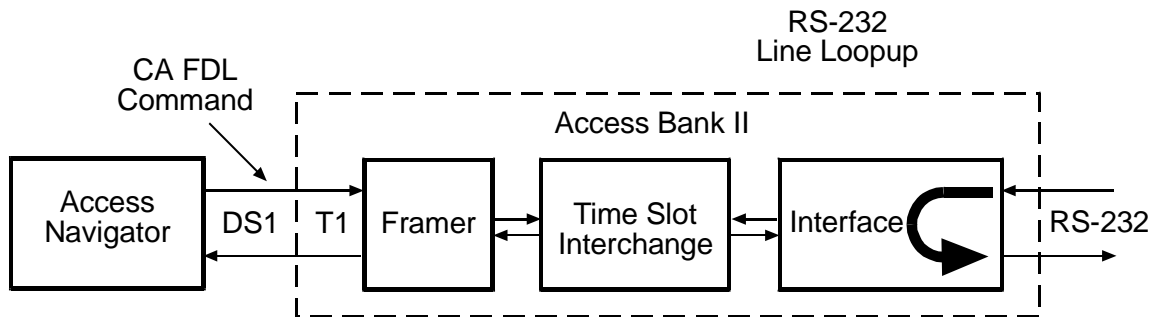 RS-232
Line Loopup
CA FDL
Command
Access Bank II
Access
Navigator
DS1
T1
Framer
Time Slot
Interchange
Interface
RS-232